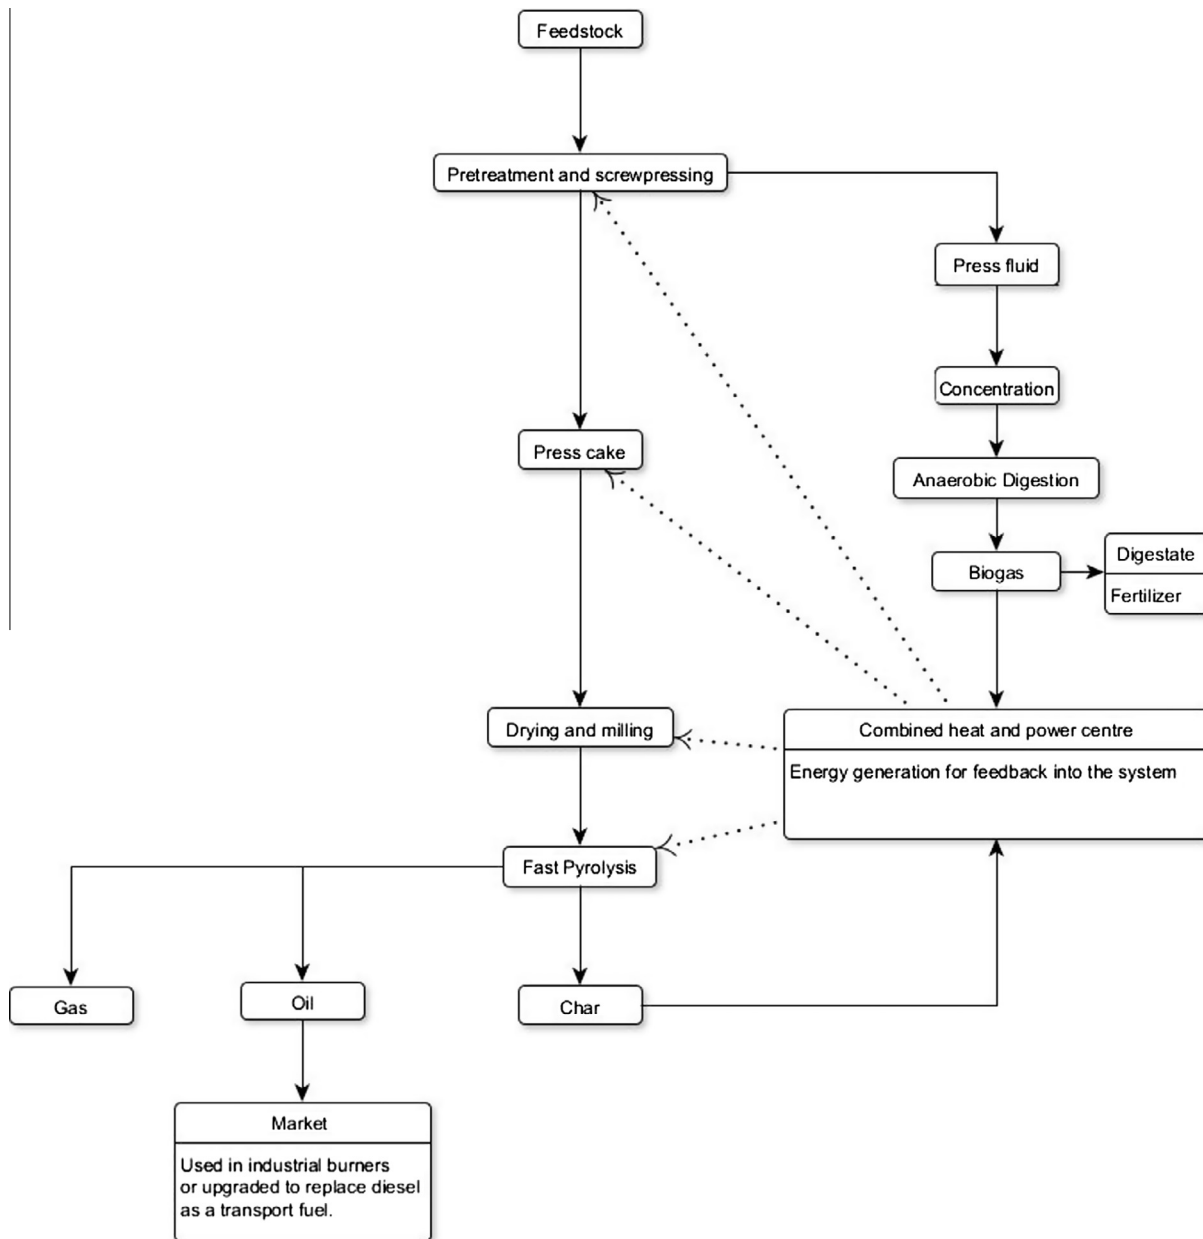 Feedstock
Pretreatment and screwpressing
Press fluid
Concentration
Press cake
Anaerobic Digestion
Biogas
Digestate
Fertilizer
Drying and milling
Combined heat and power centre
Energy generation for feedback into the system
Fast Pyrolysis
Gas
Oil
Char
Market
Used in industrial burners
or upgraded to replace diesel
as a transport fuel.